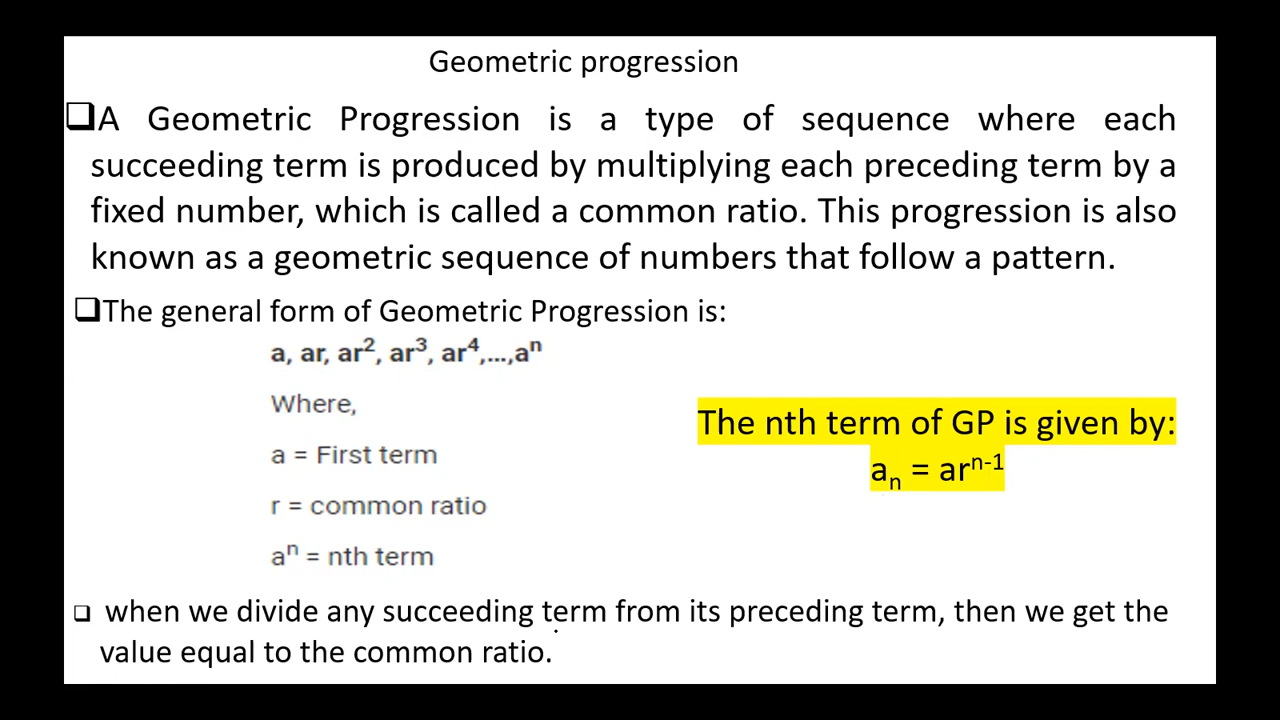 Geometric progression
❑A Geometric Progression is a type of sequence where each
succeeding term is produced by multiplying each preceding term by a
fixed number, which is called a common ratio. This progression is also
known as a geometric sequence of numbers that follow a pattern.
❑The general form of Geometric Progression is:
a, ar, ar², ar³, ar⁴,...,aⁿ
Where,
a = First term
r = common ratio
aⁿ = nth term
The nth term of GP is given by:
aₙ = arⁿ⁻¹
❑ when we divide any succeeding term from its preceding term, then we get the
value equal to the common ratio.